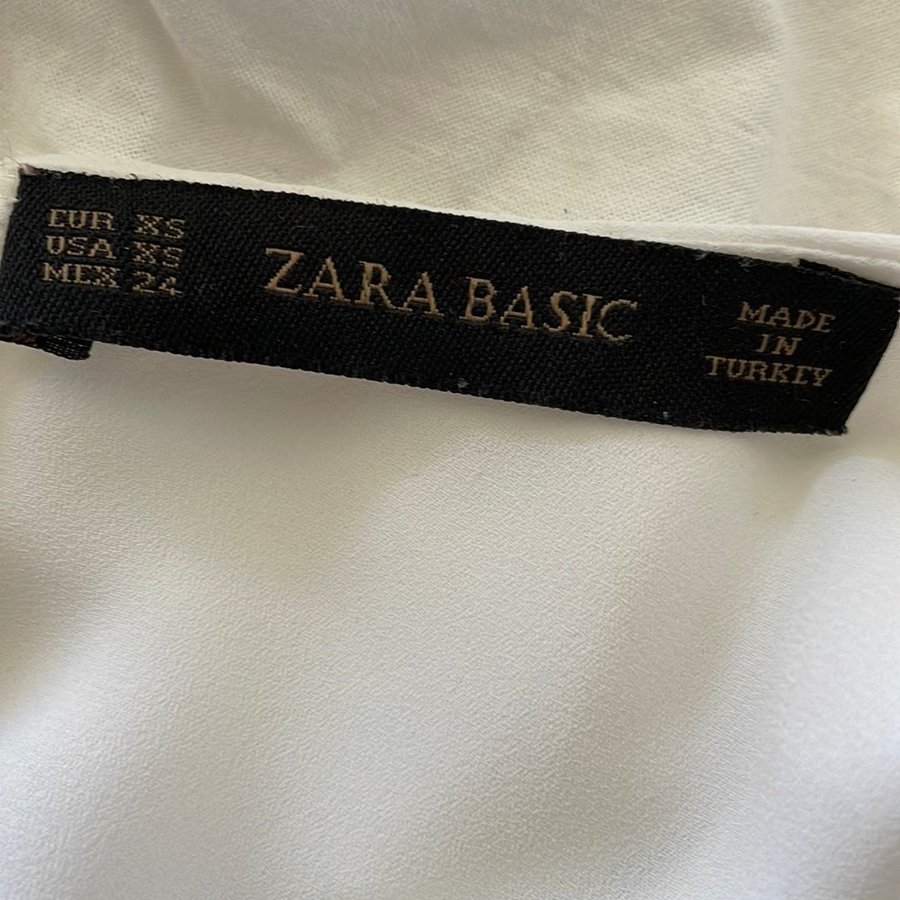 EUR XS
USA XS
MEX 24
ZARA BASIC
MADE
IN
TURKEY